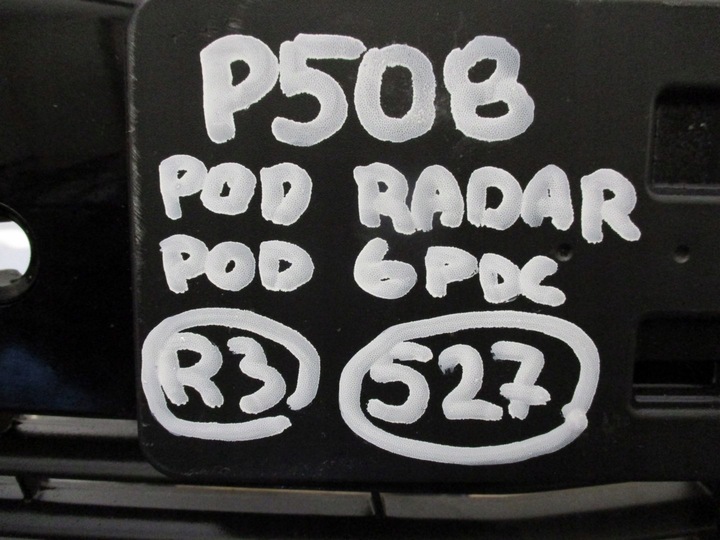 P508
POD RADAR
POD 6PDC
R3 527